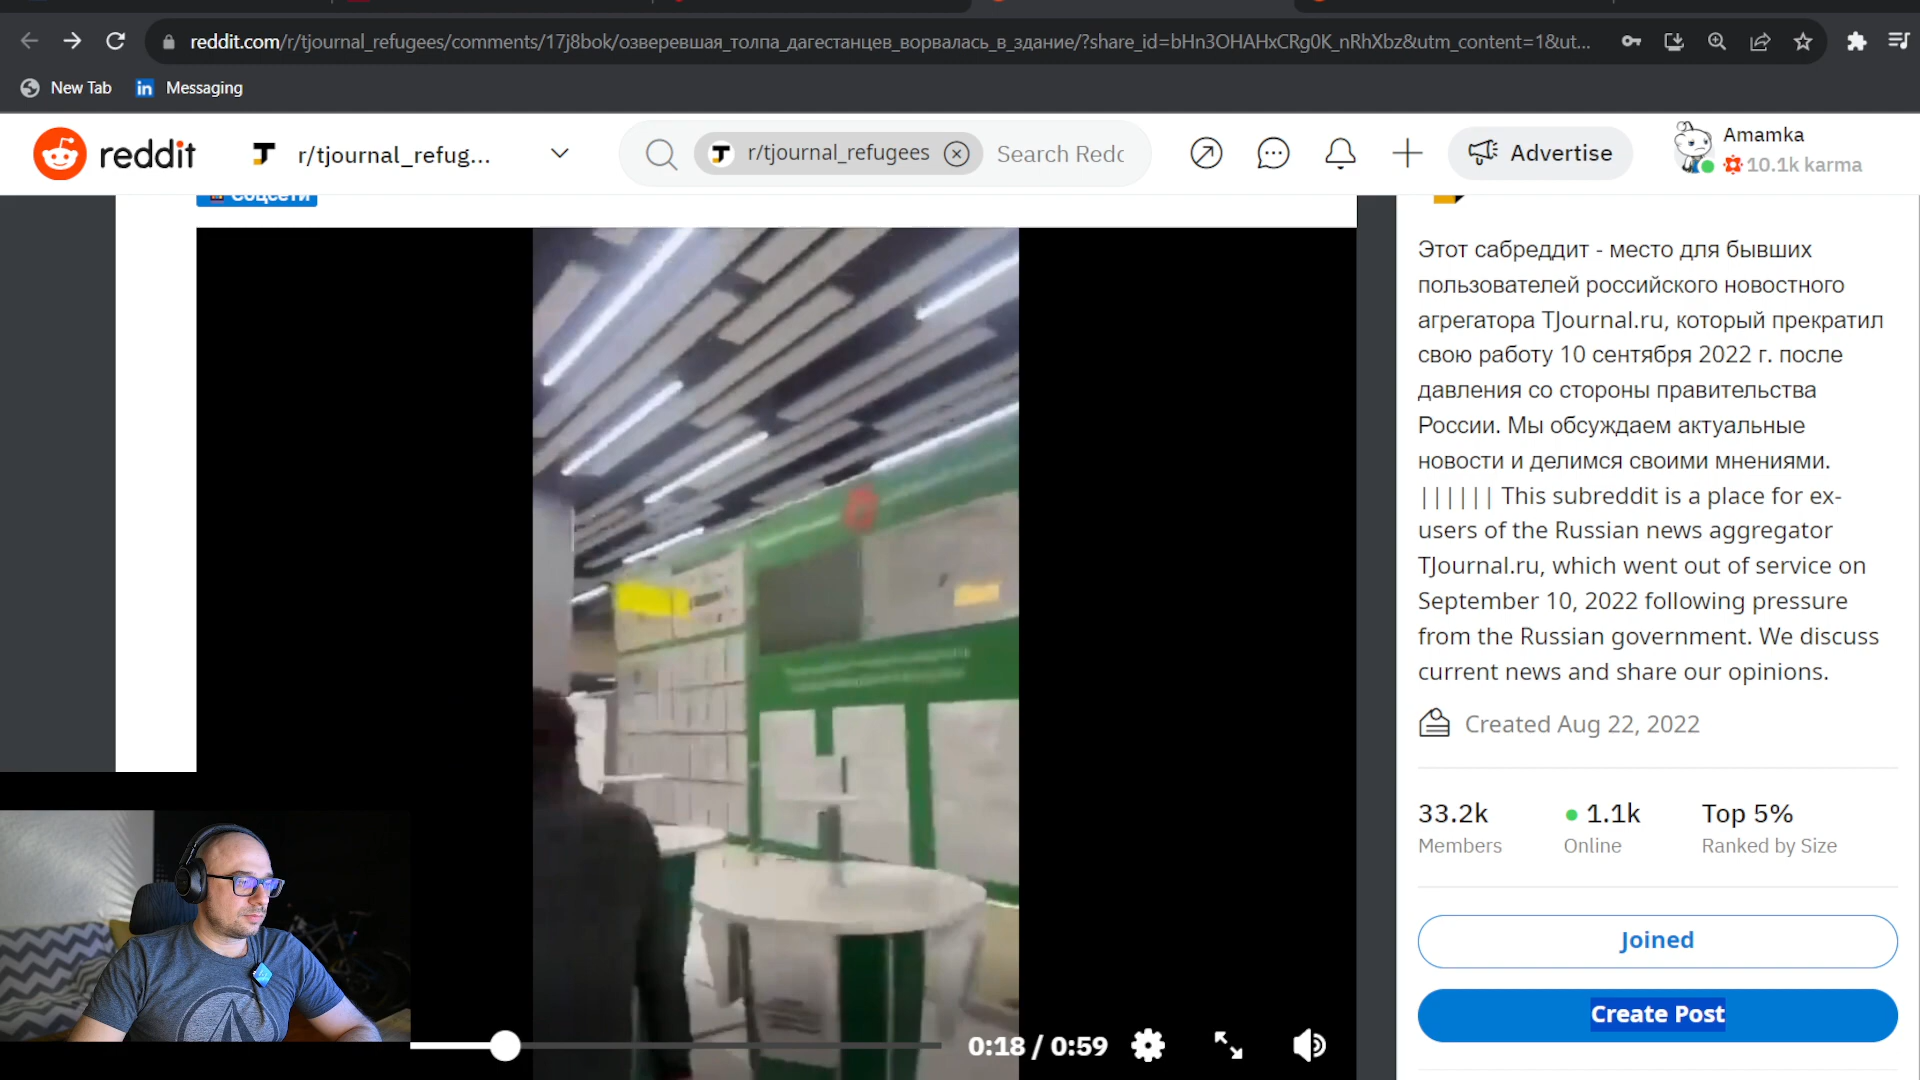 reddit.com/r/tjournal_refugees/comments/17j8bok/озверевшая_толпа_дагестанцев_ворвалась_в_здание/?share_id=bHn3OHAHxCRg0K_nRhXbz&utm_content=1&ut...
New Tab
in
Messaging
reddit
r/tjournal_refug...
r/tjournal_refugees
Search Redc
Advertise
Amamka
10.1k karma
Соцсети
Этот сабреддит - место для бывших
пользователей российского новостного
агрегатора TJournal.ru, который прекратил
свою работу 10 сентября 2022 г. после
давления со стороны правительства
России. Мы обсуждаем актуальные
новости и делимся своими мнениями.
|||||| This subreddit is a place for ex-
users of the Russian news aggregator
TJournal.ru, which went out of service on
September 10, 2022 following pressure
from the Russian government. We discuss
current news and share our opinions.
Created Aug 22, 2022
33.2k
Members
1.1k
Online
Top 5%
Ranked by Size
Joined
Create Post
0:18 / 0:59